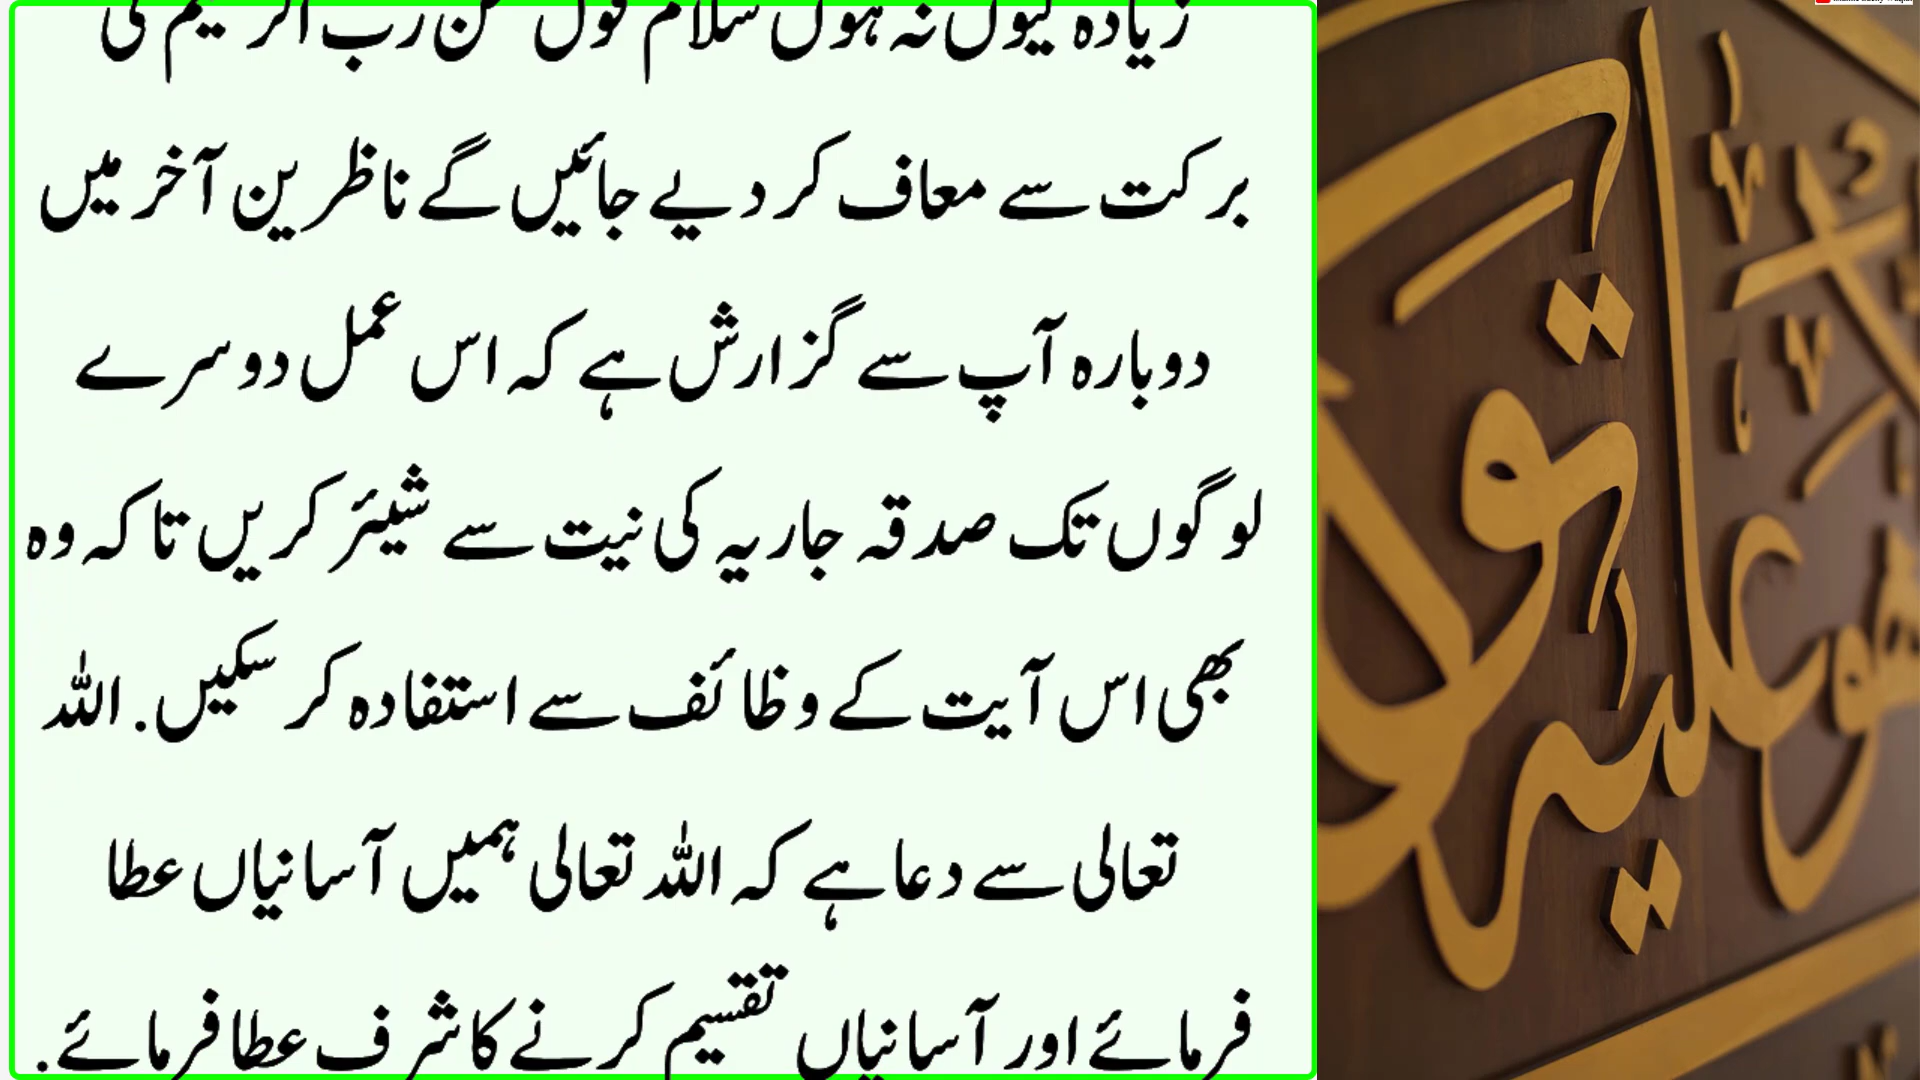 زیادہ کیوں نہ ہوں سلام قول من رب الرحیم کی
برکت سے معاف کر دیے جائیں گے ناظرین آخر میں
دوبارہ آپ سے گزارش ہے کہ اس عمل دوسرے
لوگوں تک صدقہ جاریہ کی نیت سے شیئر کریں تاکہ وہ
بھی اس آیت کے وظائف سے استفادہ کر سکیں. اللہ
تعالی سے دعا ہے کہ اللہ تعالی ہمیں آسانیاں عطا
فرمائے اور آسانیاں تقسیم کرنے کا شرف عطا فرمائے.